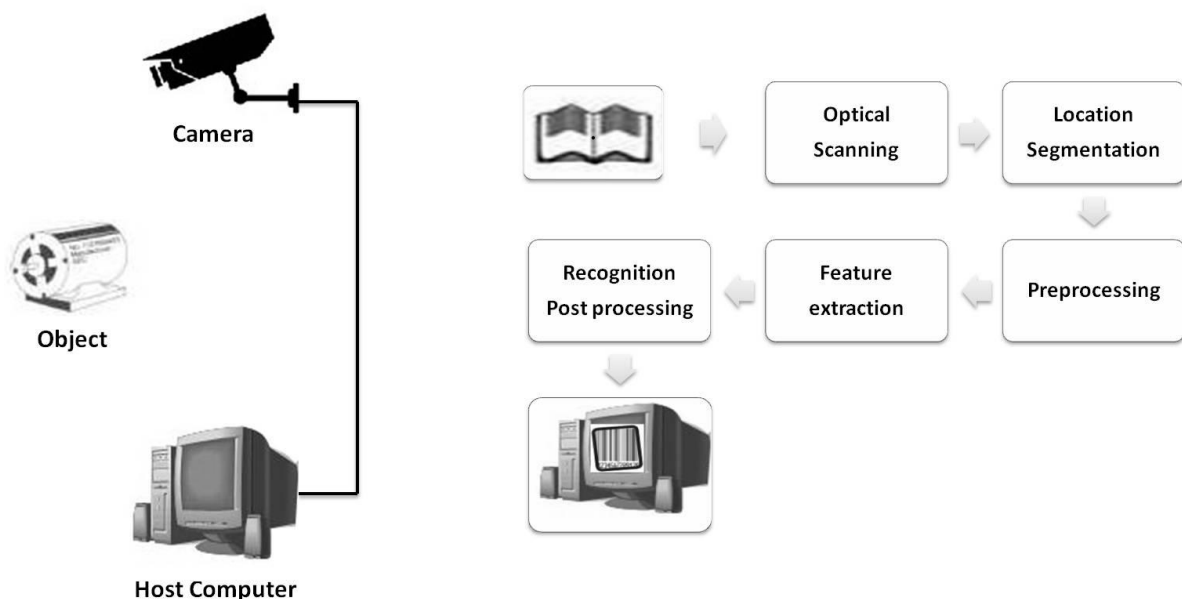 Camera
Object
Host Computer
Optical
Scanning
Location
Segmentation
Preprocessing
Feature
extraction
Recognition
Post processing